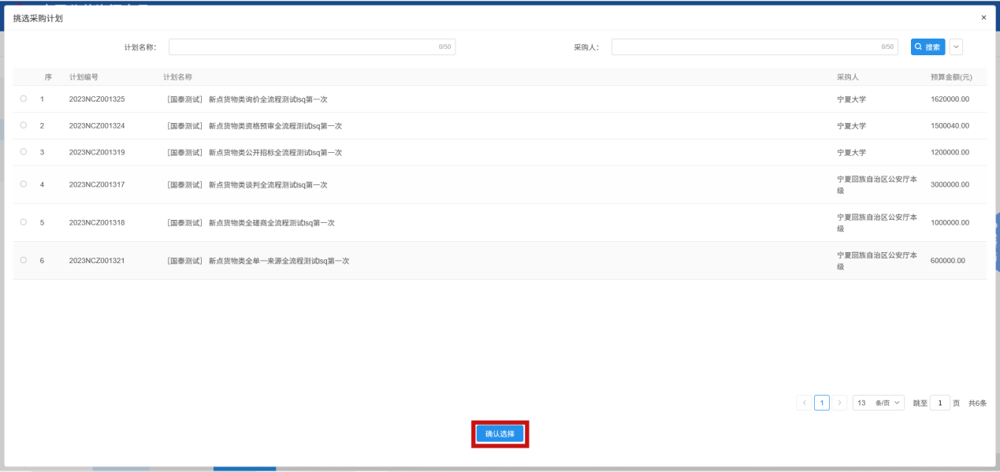 挑选采购计划 ×
计划名称： 0/50 采购人： 0/50 搜索
序 计划编号 计划名称 采购人 预算金额(元)
1 2023NCZ001325 [国泰测试] 新点货物类询价全流程测试lsq第一次 宁夏大学 1620000.00
2 2023NCZ001324 [国泰测试] 新点货物类资格预审全流程测试lsq第一次 宁夏大学 1500040.00
3 2023NCZ001319 [国泰测试] 新点货物类公开招标全流程测试lsq第一次 宁夏大学 1200000.00
4 2023NCZ001317 [国泰测试] 新点货物类谈判全流程测试lsq第一次 宁夏回族自治区公安厅本
级 3000000.00
5 2023NCZ001318 [国泰测试] 新点货物类全磋商全流程测试lsq第一次 宁夏回族自治区公安厅本
级 1000000.00
6 2023NCZ001321 [国泰测试] 新点货物类全单一来源全流程测试lsq第一次 宁夏回族自治区公安厅本
级 600000.00
< 1 > 13 条/页 跳至 1 页 共6条
确认选择